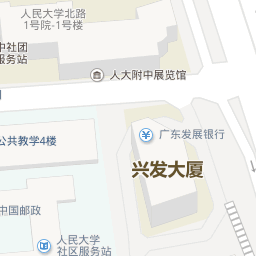 人民大学北路
1号院-1号楼
中社团
服务站
人大附中展览馆
公共教学4楼
广东发展银行
兴发大厦
中国邮政
人民大学
社区服务站